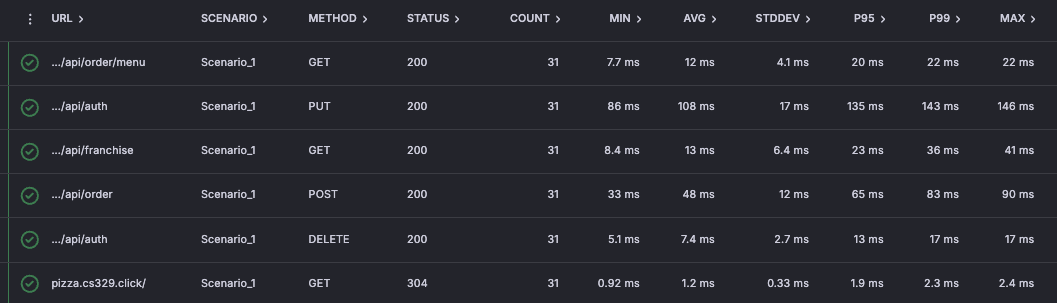 URL SCENARIO METHOD STATUS COUNT MIN AVG STDDEV P95 P99 MAX
.../api/order/menu Scenario_1 GET 200 31 7.7 ms 12 ms 4.1 ms 20 ms 22 ms 22 ms
.../api/auth Scenario_1 PUT 200 31 86 ms 108 ms 17 ms 135 ms 143 ms 146 ms
.../api/franchise Scenario_1 GET 200 31 8.4 ms 13 ms 6.4 ms 23 ms 36 ms 41 ms
.../api/order Scenario_1 POST 200 31 33 ms 48 ms 12 ms 65 ms 83 ms 90 ms
.../api/auth Scenario_1 DELETE 200 31 5.1 ms 7.4 ms 2.7 ms 13 ms 17 ms 17 ms
pizza.cs329.click/ Scenario_1 GET 304 31 0.92 ms 1.2 ms 0.33 ms 1.9 ms 2.3 ms 2.4 ms